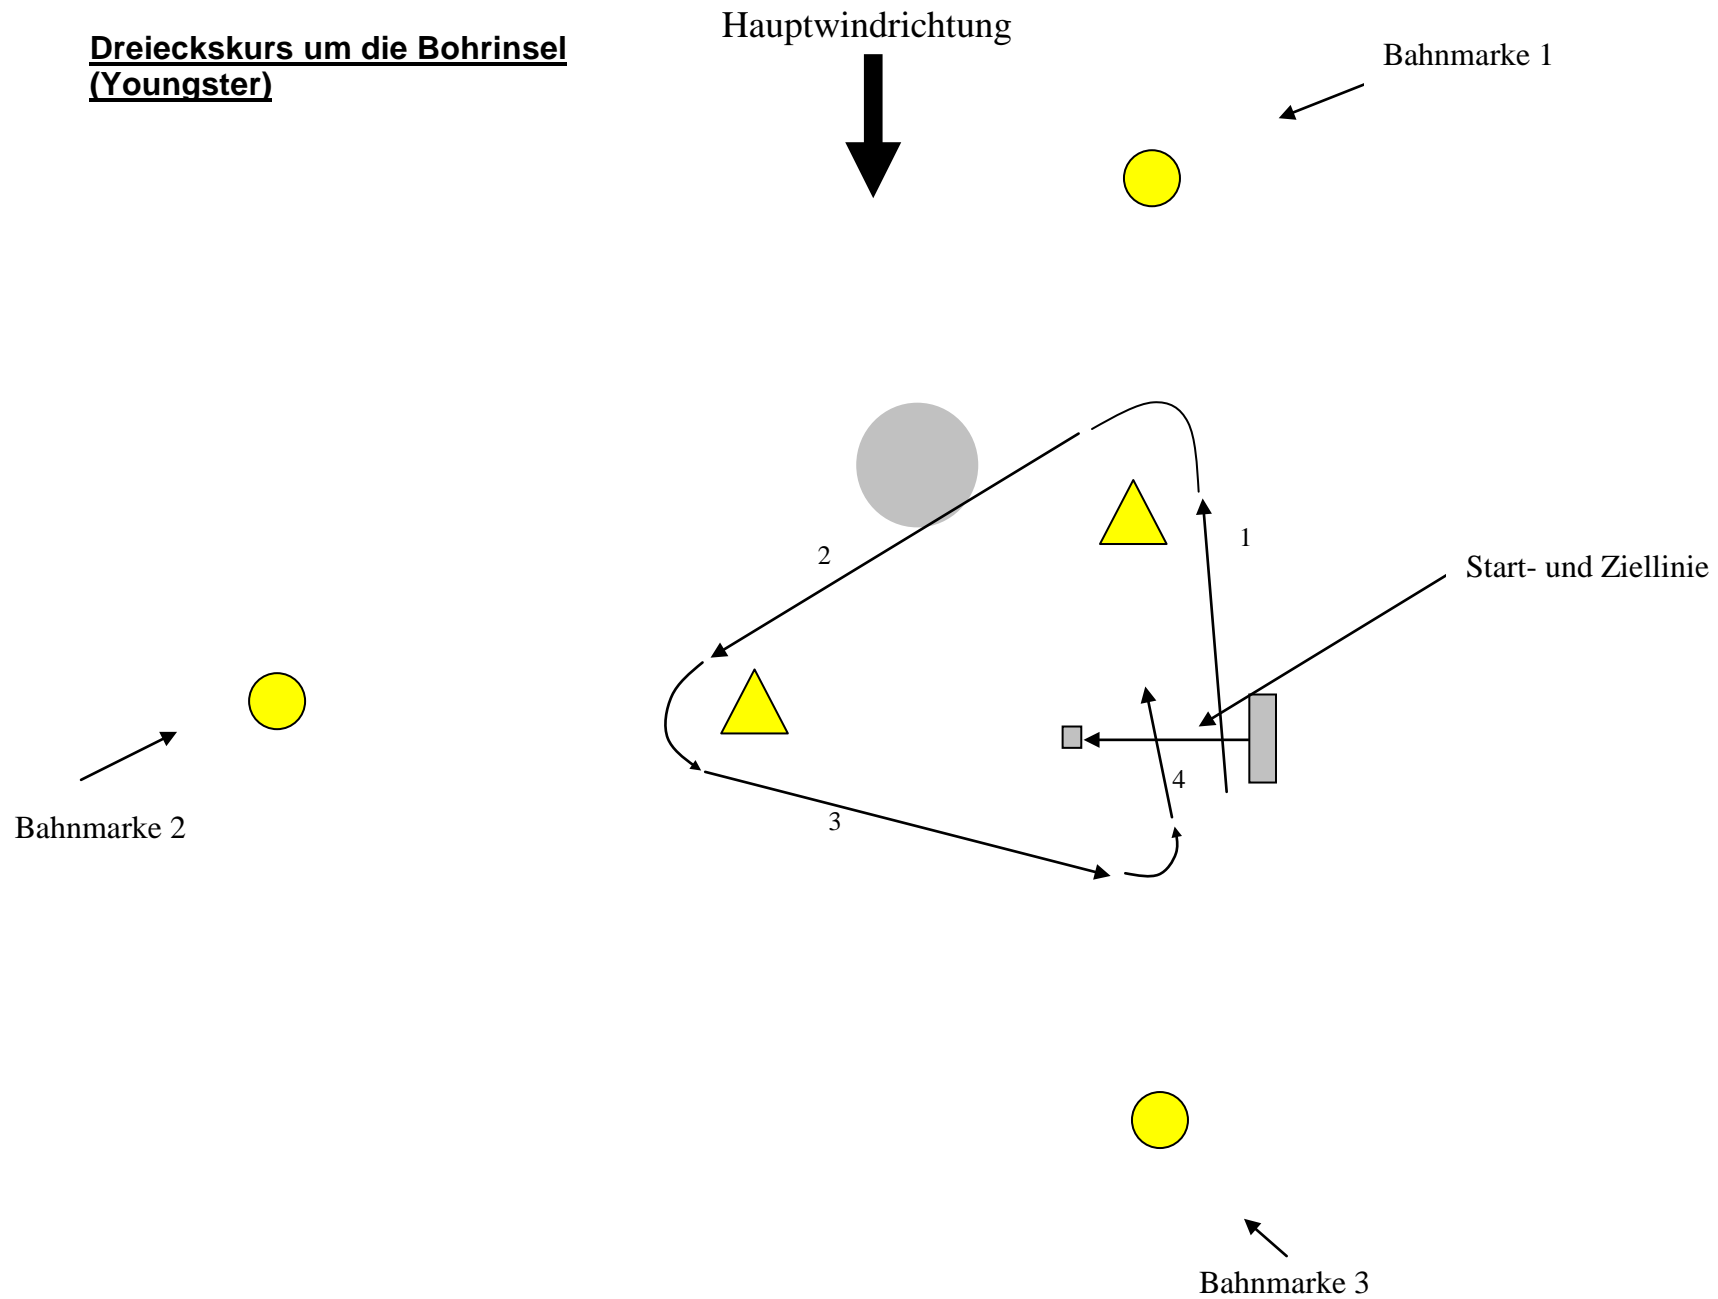 Dreieckskurs um die Bohrinsel
(Youngster)
Hauptwindrichtung
Bahnmarke 1
1
2
Start- und Ziellinie
4
3
Bahnmarke 2
Bahnmarke 3